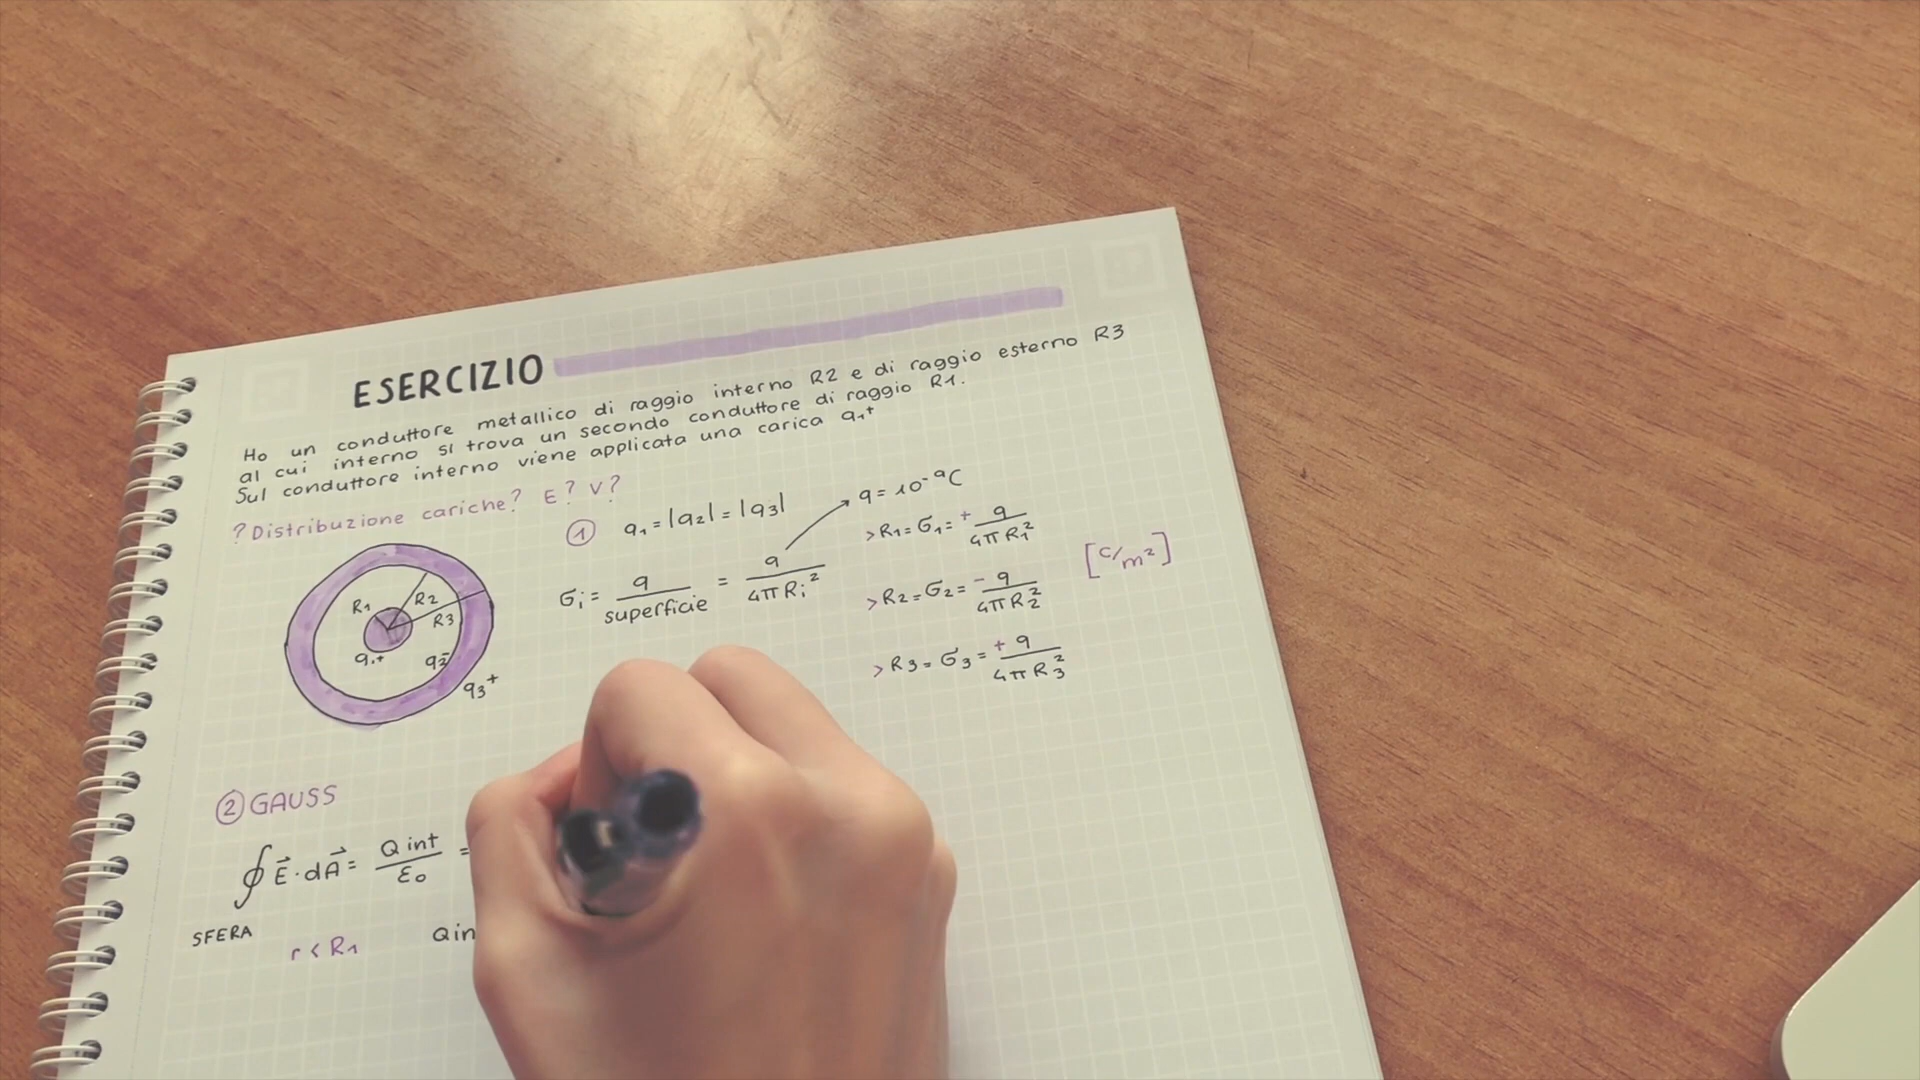 ESERCIZIO
Ho un conduttore metallico di raggio interno R2 e di raggio esterno R3
al cui interno si trova un secondo conduttore di raggio R1.
Sul conduttore interno viene applicata una carica q₁⁺
? Distribuzione cariche? E? V?
① q₁ = |q₂| = |q₃|
q = 10⁻⁹C
σᵢ = q / superficie = q / 4πRᵢ²
> R₁ = σ₁ = + q / 4πR₁²
[C/m²]
> R2 = σ₂ = - q / 4πR2²
> R3 = σ₃ = + q / 4πR3²
R₁
R2
R3
q₁+
q2⁻
q3⁺
② GAUSS
∮ E⃗ · dA⃗ = Q int / ε₀ =
SFERA r < R₁